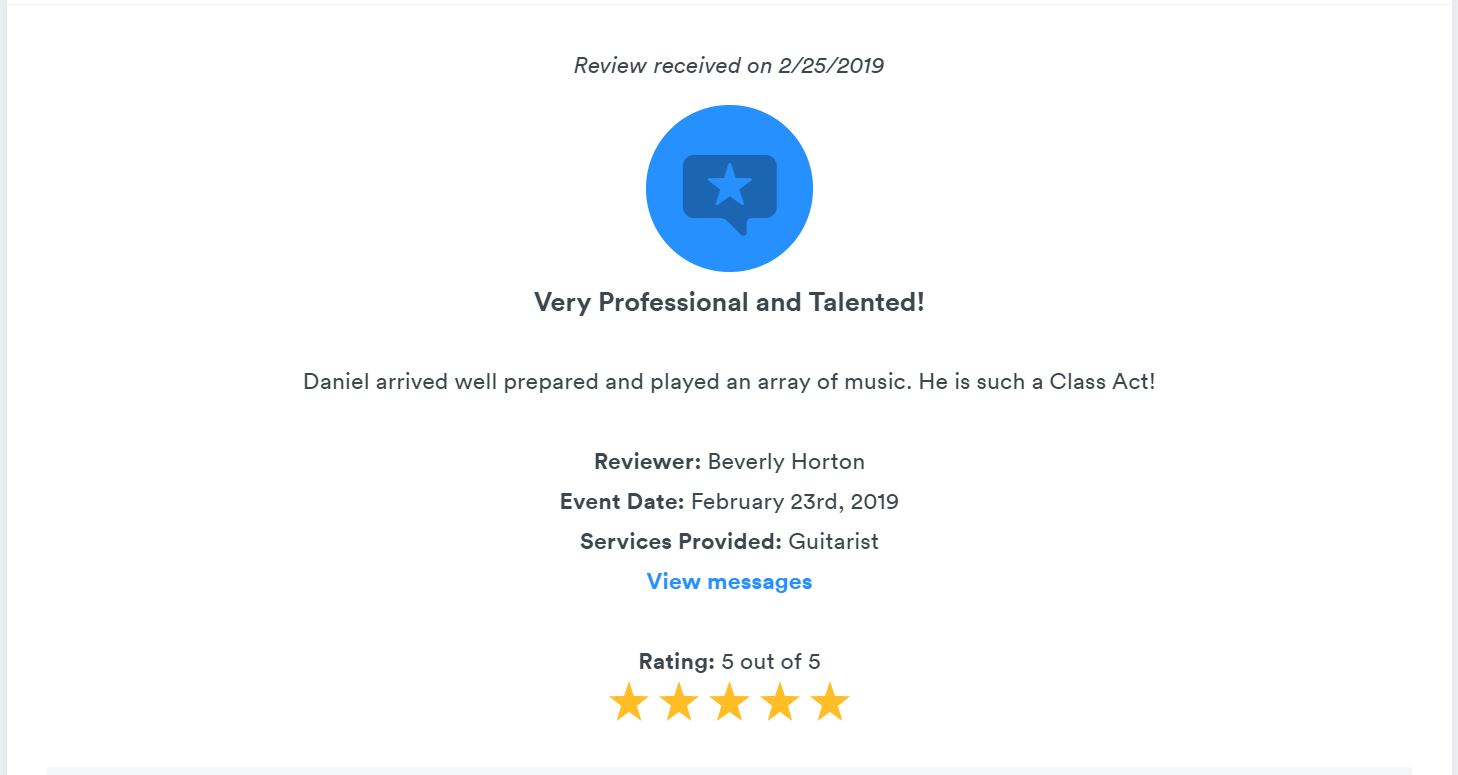 Review received on 2/25/2019
Very Professional and Talented!
Daniel arrived well prepared and played an array of music. He is such a Class Act!
Reviewer: Beverly Horton
Event Date: February 23rd, 2019
Services Provided: Guitarist
View messages
Rating: 5 out of 5